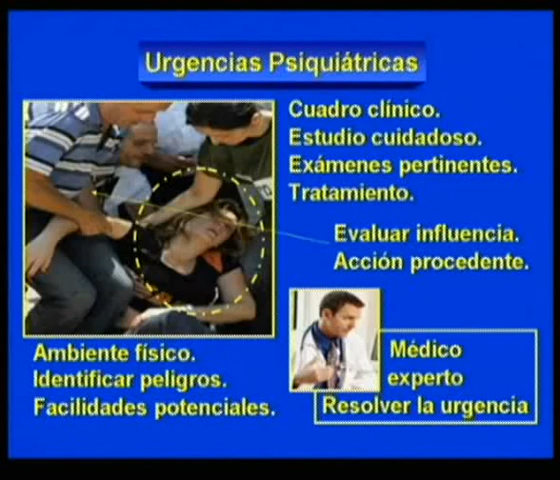 Urgencias Psiquiátricas
Cuadro clínico.
Estudio cuidadoso.
Exámenes pertinentes.
Tratamiento.
Evaluar influencia.
Acción procedente.
Ambiente físico.
Identificar peligros.
Facilidades potenciales.
Médico
experto
Resolver la urgencia